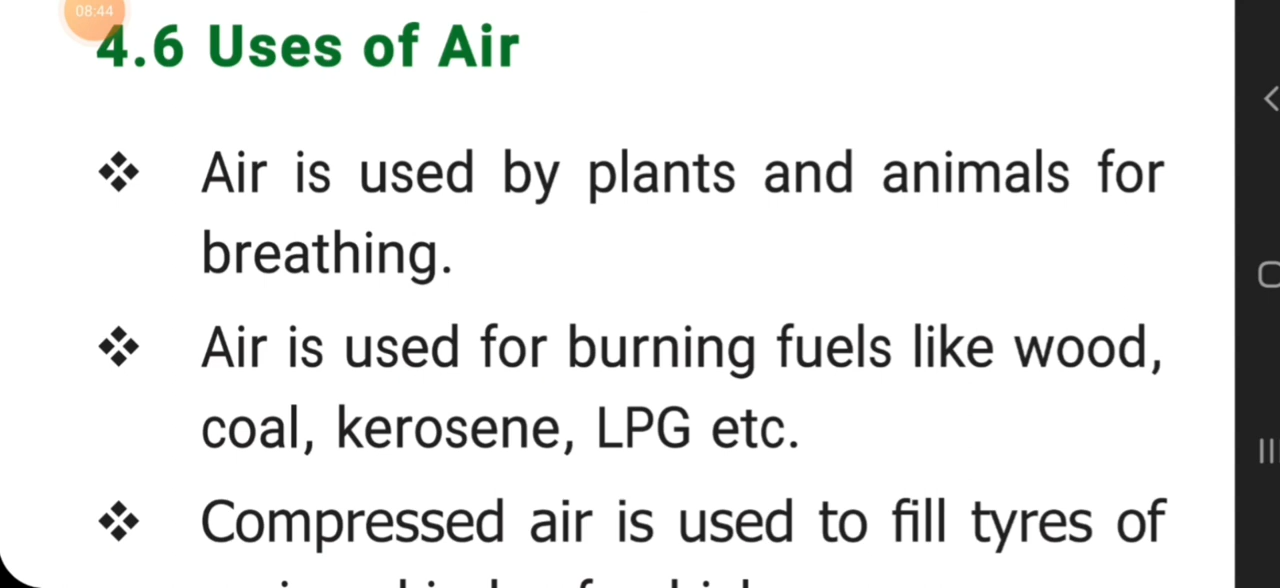 08:44
4.6 Uses of Air
❖ Air is used by plants and animals for
breathing.
❖ Air is used for burning fuels like wood,
coal, kerosene, LPG etc.
❖ Compressed air is used to fill tyres of